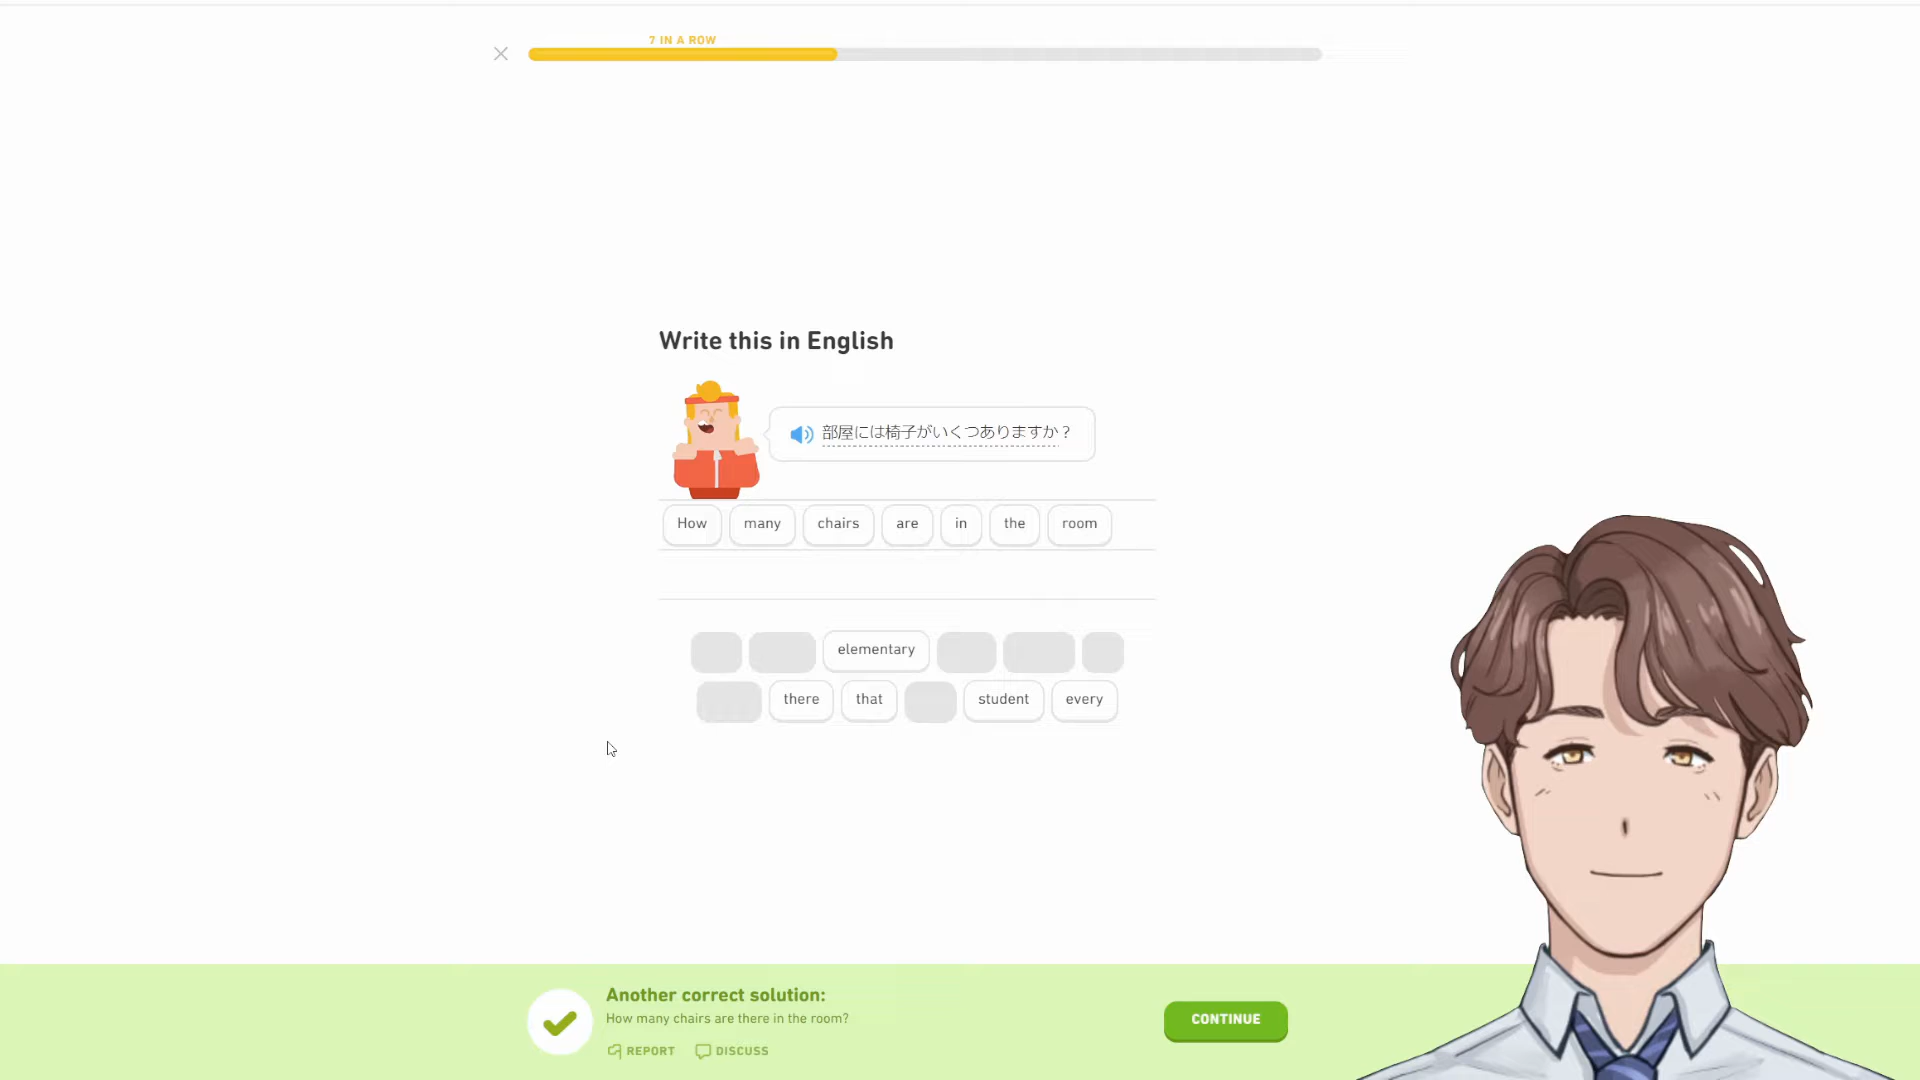 7 IN A ROW
Write this in English
部屋には椅子がいくつありますか？
How many chairs are in the room
elementary
there that student every
Another correct solution:
How many chairs are there in the room?
REPORT DISCUSS
CONTINUE